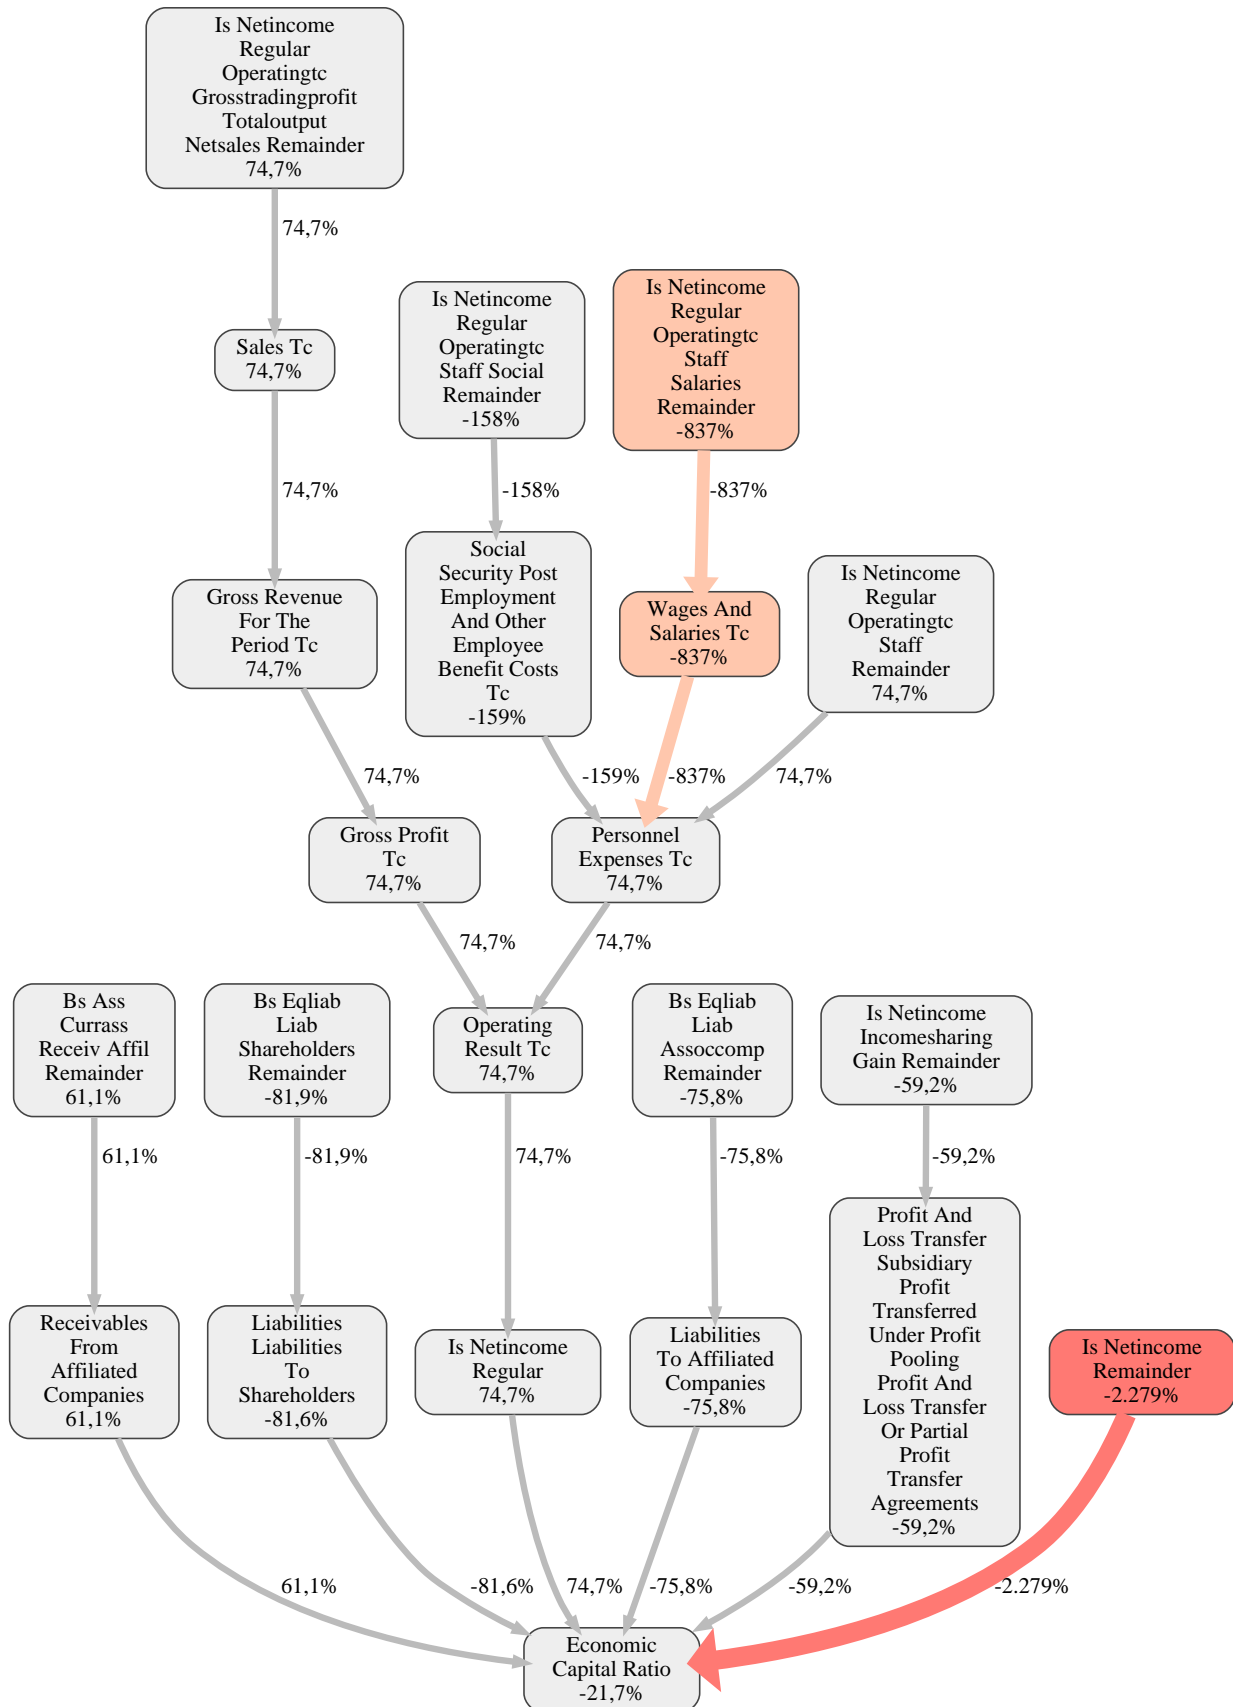 Is Netincome
Regular
Operatingtc
Grosstradingprofit
Totaloutput
Netsales Remainder
74,7%
74,7%
Is Netincome
Regular
Operatingtc
Staff Social
Remainder
-158%
Is Netincome
Regular
Operatingtc
Staff
Salaries
Remainder
-837%
Sales Tc
74,7%
74,7%
-158%
-837%
Social
Security Post
Employment
And Other
Employee
Benefit Costs
Tc
-159%
Is Netincome
Regular
Operatingtc
Staff
Remainder
74,7%
Gross Revenue
For The
Period Tc
74,7%
Wages And
Salaries Tc
-837%
74,7%
-159%
-837%
74,7%
Gross Profit
Tc
74,7%
Personnel
Expenses Tc
74,7%
74,7%
74,7%
Bs Ass
Currass
Receiv Affil
Remainder
61,1%
Bs Eqliab
Liab
Shareholders
Remainder
-81,9%
Operating
Result Tc
74,7%
Bs Eqliab
Liab
Assoccomp
Remainder
-75,8%
Is Netincome
Incomesharing
Gain Remainder
-59,2%
61,1%
-81,9%
74,7%
-75,8%
-59,2%
Profit And
Loss Transfer
Subsidiary
Profit
Transferred
Under Profit
Pooling
Profit And
Loss Transfer
Or Partial
Profit
Transfer
Agreements
-59,2%
Receivables
From
Affiliated
Companies
61,1%
Liabilities
Liabilities
To
Shareholders
-81,6%
Is Netincome
Regular
74,7%
Liabilities
To Affiliated
Companies
-75,8%
Is Netincome
Remainder
-2.279%
61,1%
-81,6%
74,7%
-75,8%
-59,2%
-2.279%
Economic
Capital Ratio
-21,7%